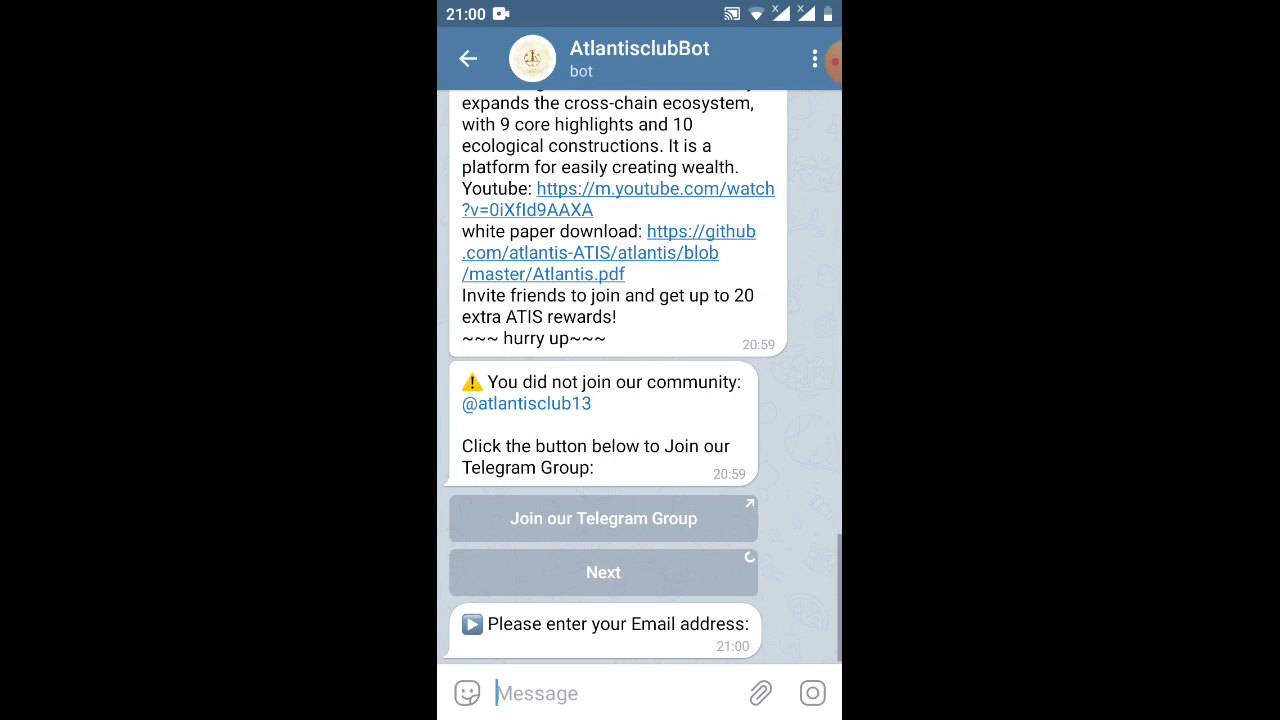 21:00
AtlantisclubBot
bot
expands the cross-chain ecosystem,
with 9 core highlights and 10
ecological constructions. It is a
platform for easily creating wealth.
Youtube: https://m.youtube.com/watch
?v=0iXfId9AAXA
white paper download: https://github
.com/atlantis-ATIS/atlantis/blob
/master/Atlantis.pdf
Invite friends to join and get up to 20
extra ATIS rewards!
~~~ hurry up~~~
20:59
⚠️ You did not join our community:
@atlantisclub13
Click the button below to Join our
Telegram Group:
20:59
Join our Telegram Group
Next
▶️ Please enter your Email address:
21:00
Message